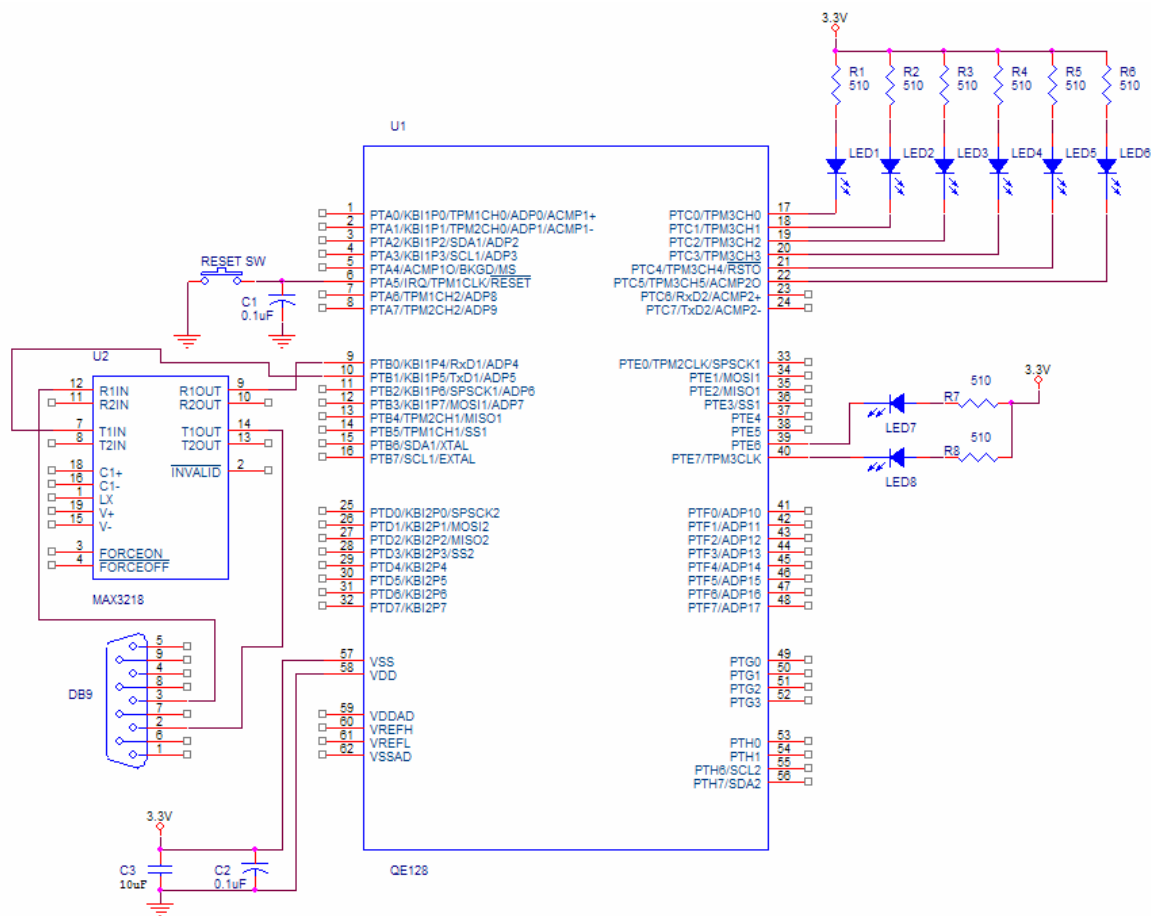 3.3V
R1
510
R2
510
R3
510
R4
510
R5
510
R6
510
LED1
LED2
LED3
LED4
LED5
LED6
U1
1 PTA0/KBI1P0/TPM1CH0/ADP0/ACMP1+
2 PTA1/KBI1P1/TPM2CH0/ADP1/ACMP1-
3 PTA2/KBI1P2/SDA1/ADP2
4 PTA3/KBI1P3/SCL1/ADP3
5 PTA4/ACMP1O/BKGD/MS
6 PTA5/IRQ/TPM1CLK/RESET
7 PTA6/TPM1CH2/ADP8
8 PTA7/TPM2CH2/ADP9
PTC0/TPM3CH0 17
PTC1/TPM3CH1 18
PTC2/TPM3CH2 19
PTC3/TPM3CH3 20
PTC4/TPM3CH4/RSTO 21
PTC5/TPM3CH5/ACMP2O 22
PTC6/RxD2/ACMP2+ 23
PTC7/TxD2/ACMP2- 24
RESET SW
C1
0.1uF
9 PTB0/KBI1P4/RxD1/ADP4
10 PTB1/KBI1P5/TxD1/ADP5
11 PTB2/KBI1P6/SPSCK1/ADP6
12 PTB3/KBI1P7/MOSI1/ADP7
13 PTB4/TPM2CH1/MISO1
14 PTB5/TPM1CH1/SS1
15 PTB6/SDA1/XTAL
16 PTB7/SCL1/EXTAL
PTE0/TPM2CLK/SPSCK1 33
PTE1/MOSI1 34
PTE2/MISO1 35
PTE3/SS1 36
PTE4 37
PTE5 38
PTE6 39
PTE7/TPM3CLK 40
3.3V
510
R7
LED7
510
R8
LED8
U2
12 R1IN R1OUT 9
11 R2IN R2OUT 10
7 T1IN T1OUT 14
8 T2IN T2OUT 13
18 C1+ INVALID 2
16 C1-
1 LX
19 V+
15 V-
3 FORCEON
4 FORCEOFF
MAX3218
25 PTD0/KBI2P0/SPSCK2
26 PTD1/KBI2P1/MOSI2
27 PTD2/KBI2P2/MISO2
28 PTD3/KBI2P3/SS2
29 PTD4/KBI2P4
30 PTD5/KBI2P5
31 PTD6/KBI2P6
32 PTD7/KBI2P7
PTF0/ADP10 41
PTF1/ADP11 42
PTF2/ADP12 43
PTF3/ADP13 44
PTF4/ADP14 45
PTF5/ADP15 46
PTF6/ADP16 47
PTF7/ADP17 48
DB9
5
9
4
8
3
7
2
6
1
57 VSS
58 VDD
59 VDDAD
60 VREFH
61 VREFL
62 VSSAD
PTG0 49
PTG1 50
PTG2 51
PTG3 52
PTH0 53
PTH1 54
PTH6/SCL2 55
PTH7/SDA2 56
3.3V
C3
10uF
C2
0.1uF
QE128